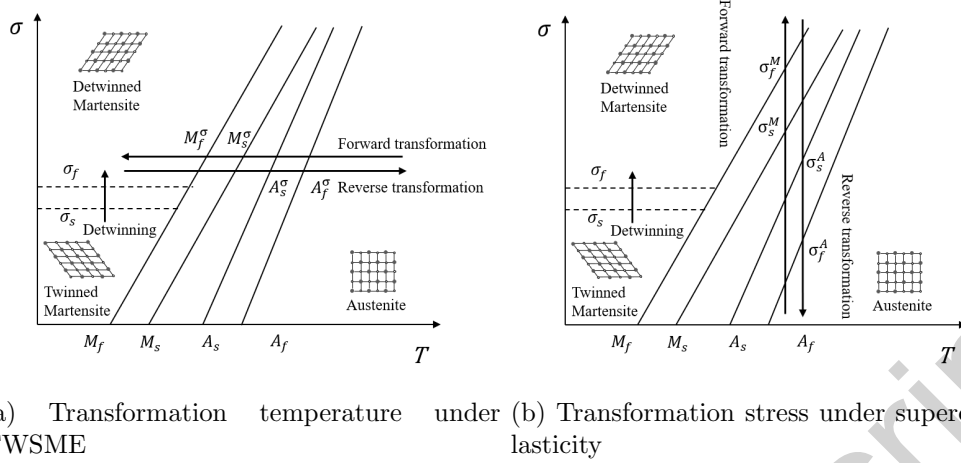 σ
Detwinned
Martensite
M_f^σ
M_s^σ
Forward transformation
σ_f
A_s^σ
A_f^σ
Reverse transformation
σ_s
Detwinning
Twinned
Martensite
Austenite
M_f
M_s
A_s
A_f
T
σ
Detwinned
Martensite
Forward transformation
σ_f^M
σ_s^M
σ_s^A
σ_f
σ_s
Detwinning
σ_f^A
Reverse transformation
Twinned
Martensite
Austenite
M_f
M_s
A_s
A_f
T
) Transformation temperature under
WSME
(b) Transformation stress under supere
lasticity